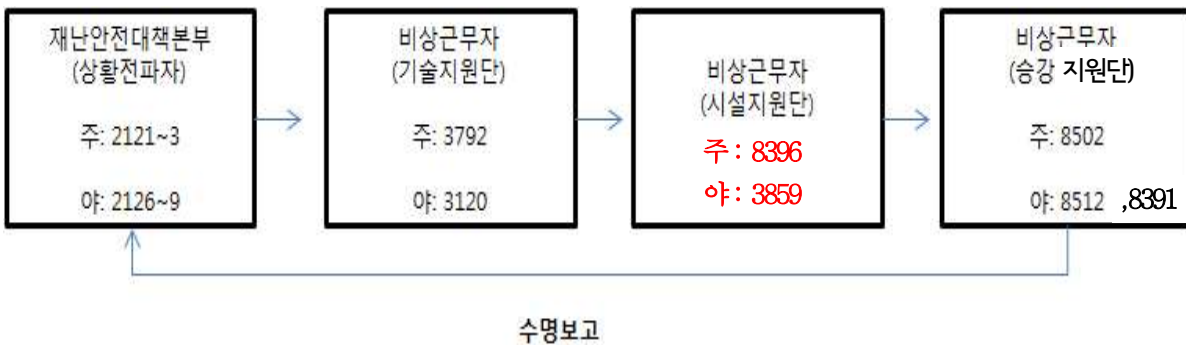 재난안전대책본부
(상황전파자)
주: 2121~3
야: 2126~9
비상근무자
(기술지원단)
주: 3792
야: 3120
비상근무자
(시설지원단)
주 : 8396
야 : 3859
비상근무자
(승강 지원단)
주: 8502
야: 8512 ,8391
수명보고